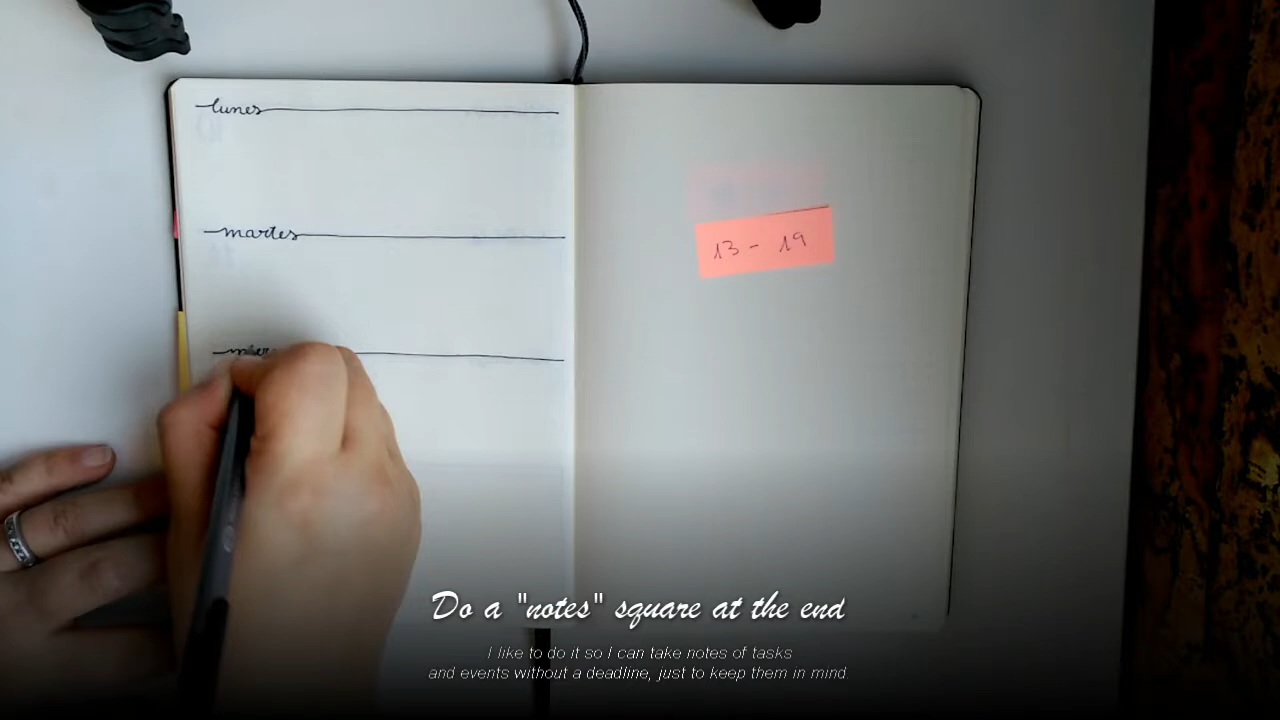 lunes
martes
13 - 19
Do a "notes" square at the end
I like to do it so I can take notes of tasks
and events without a deadline, just to keep them in mind.